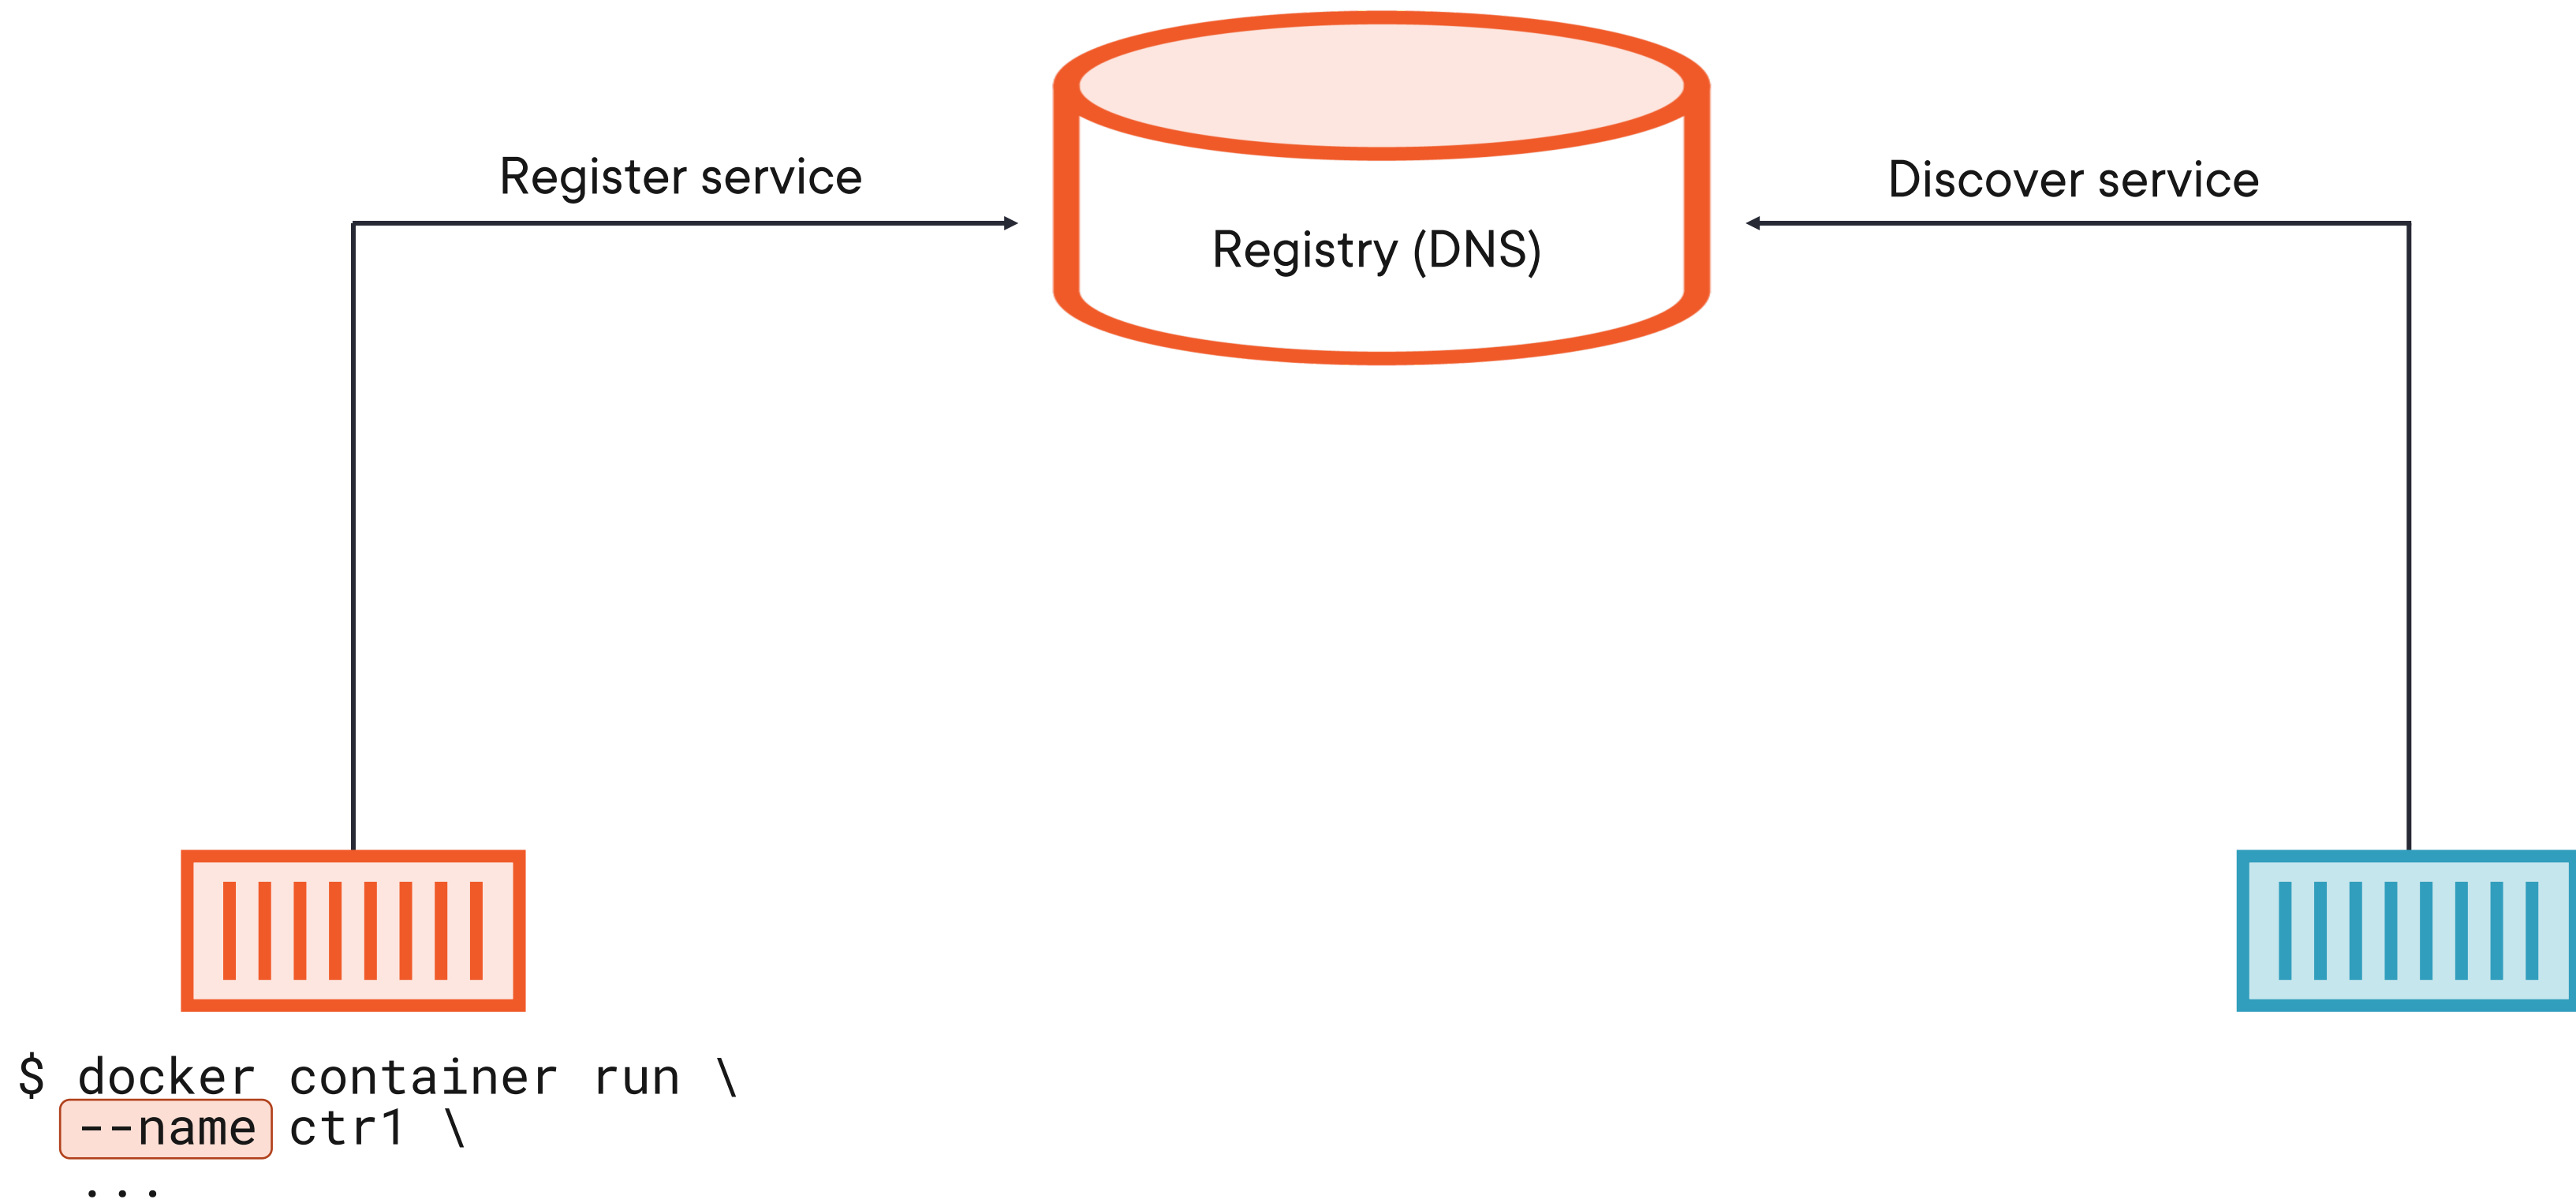 Register service
Discover service
Registry (DNS)
$ docker container run \
--name ctr1 \
...